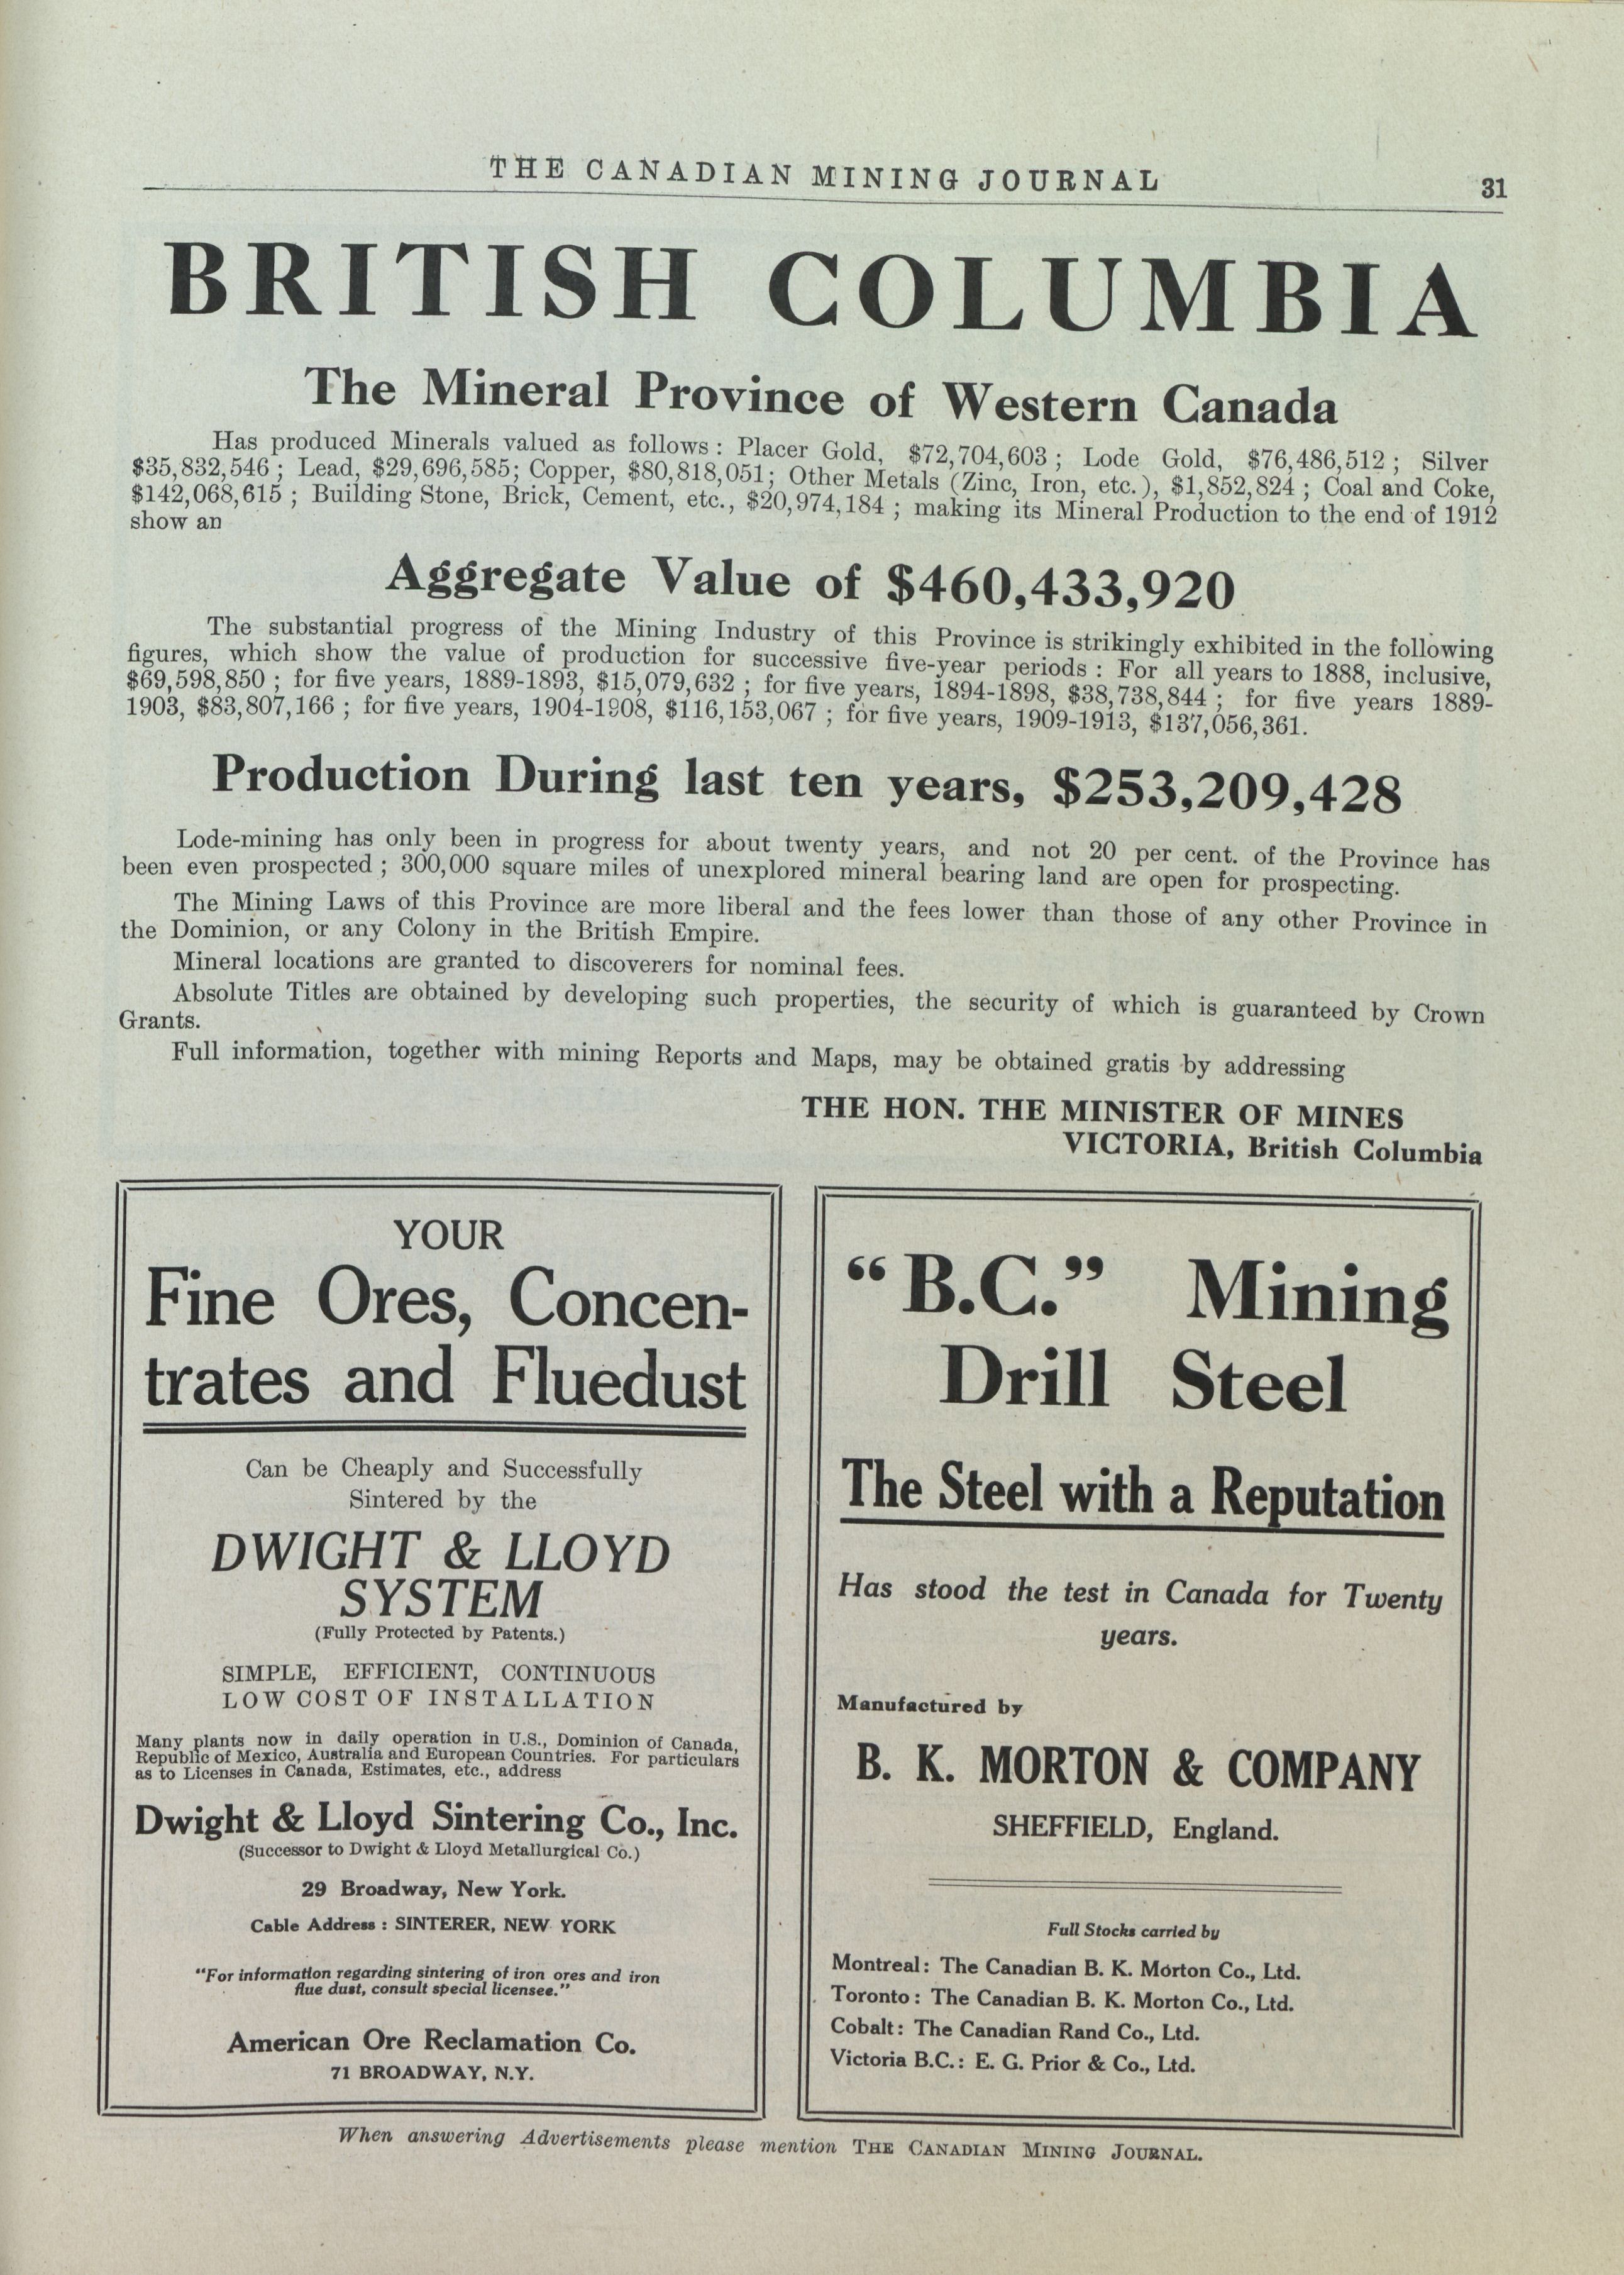 THE CANADIAN MINING JOURNAL 31
BRITISH COLUMBIA
The Mineral Province of Western Canada
Has produced Minerals valued as follows : Placer Gold, $72,704,603 ; Lode Gold, $76,486,512 ; Silver
$35,832,546 ; Lead, $29,696,585; Copper, $80,818,051; Other Metals (Zinc, Iron, etc.), $1,852,824 ; Coal and Coke,
$142,068,615 ; Building Stone, Brick, Cement, etc., $20,974,184 ; making its Mineral Production to the end of 1912
show an
Aggregate Value of $460,433,920
The substantial progress of the Mining Industry of this Province is strikingly exhibited in the following
figures, which show the value of production for successive five-year periods : For all years to 1888, inclusive,
$69,598,850 ; for five years, 1889-1893, $15,079,632 ; for five years, 1894-1898, $38,738,844 ; for five years 1889-
1903, $83,807,166 ; for five years, 1904-1908, $116,153,067 ; for five years, 1909-1913, $137,056,361.
Production During last ten years, $253,209,428
Lode-mining has only been in progress for about twenty years, and not 20 per cent. of the Province has
been even prospected ; 300,000 square miles of unexplored mineral bearing land are open for prospecting.
The Mining Laws of this Province are more liberal and the fees lower than those of any other Province in
the Dominion, or any Colony in the British Empire.
Mineral locations are granted to discoverers for nominal fees.
Absolute Titles are obtained by developing such properties, the security of which is guaranteed by Crown
Grants.
Full information, together with mining Reports and Maps, may be obtained gratis by addressing
THE HON. THE MINISTER OF MINES
VICTORIA, British Columbia
YOUR
Fine Ores, Concen-
trates and Fluedust
Can be Cheaply and Successfully
Sintered by the
DWIGHT & LLOYD
SYSTEM
(Fully Protected by Patents.)
SIMPLE, EFFICIENT, CONTINUOUS
LOW COST OF INSTALLATION
Many plants now in daily operation in U.S., Dominion of Canada,
Republic of Mexico, Australia and European Countries. For particulars
as to Licenses in Canada, Estimates, etc., address
Dwight & Lloyd Sintering Co., Inc.
(Successor to Dwight & Lloyd Metallurgical Co.)
29 Broadway, New York.
Cable Address : SINTERER, NEW YORK
"For information regarding sintering of iron ores and iron
flue dust, consult special licensee."
American Ore Reclamation Co.
71 BROADWAY, N.Y.
"B.C." Mining
Drill Steel
The Steel with a Reputation
Has stood the test in Canada for Twenty
years.
Manufactured by
B. K. MORTON & COMPANY
SHEFFIELD, England.
Full Stocks carried by
Montreal: The Canadian B. K. Morton Co., Ltd.
Toronto : The Canadian B. K. Morton Co., Ltd.
Cobalt: The Canadian Rand Co., Ltd.
Victoria B.C.: E. G. Prior & Co., Ltd.
When answering Advertisements please mention THE CANADIAN MINING JOURNAL.